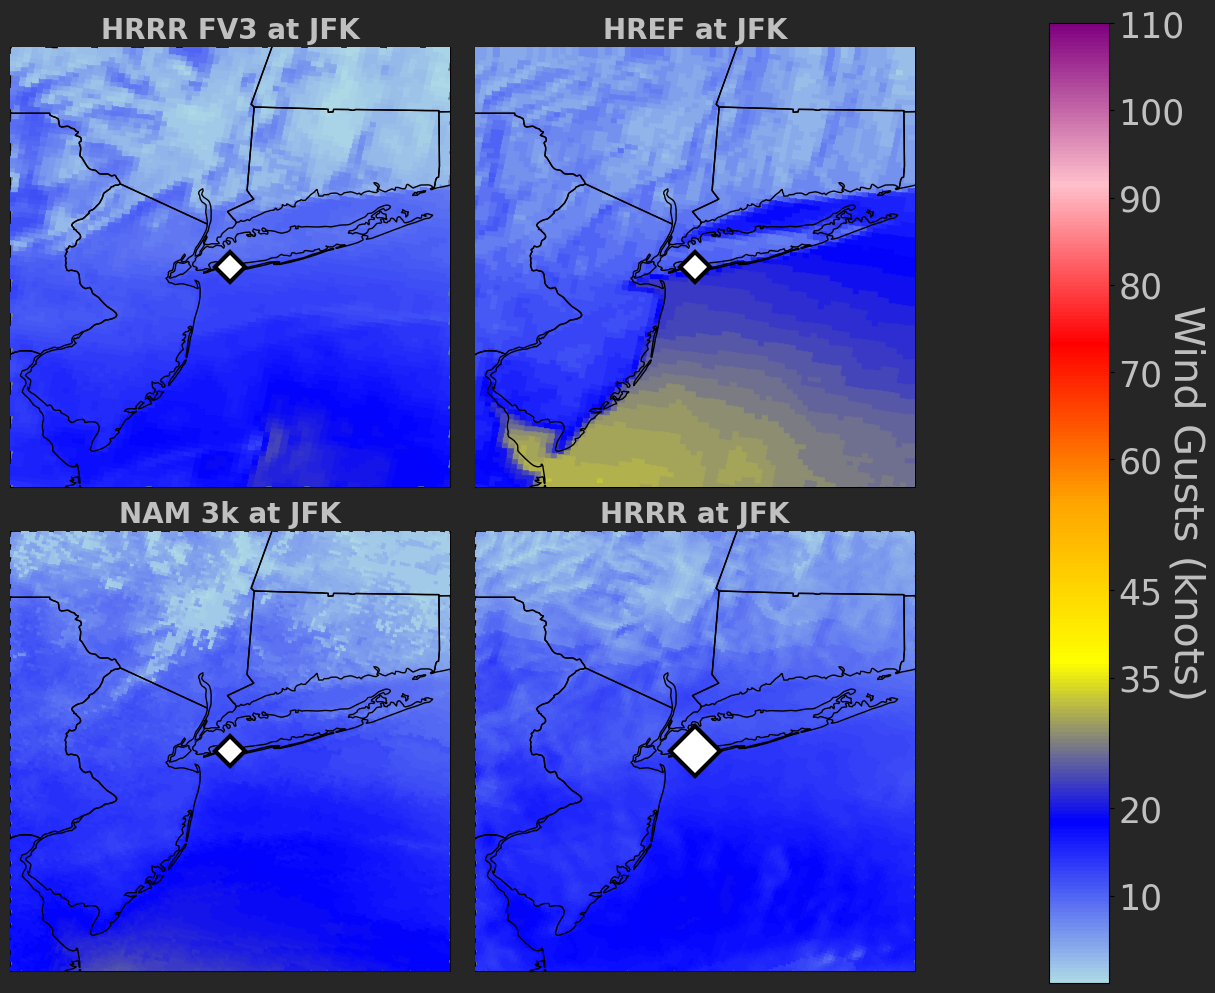 HRRR FV3 at JFK
HREF at JFK
NAM 3k at JFK
HRRR at JFK
110
100
90
80
70
60
45
35
20
10
Wind Gusts (knots)